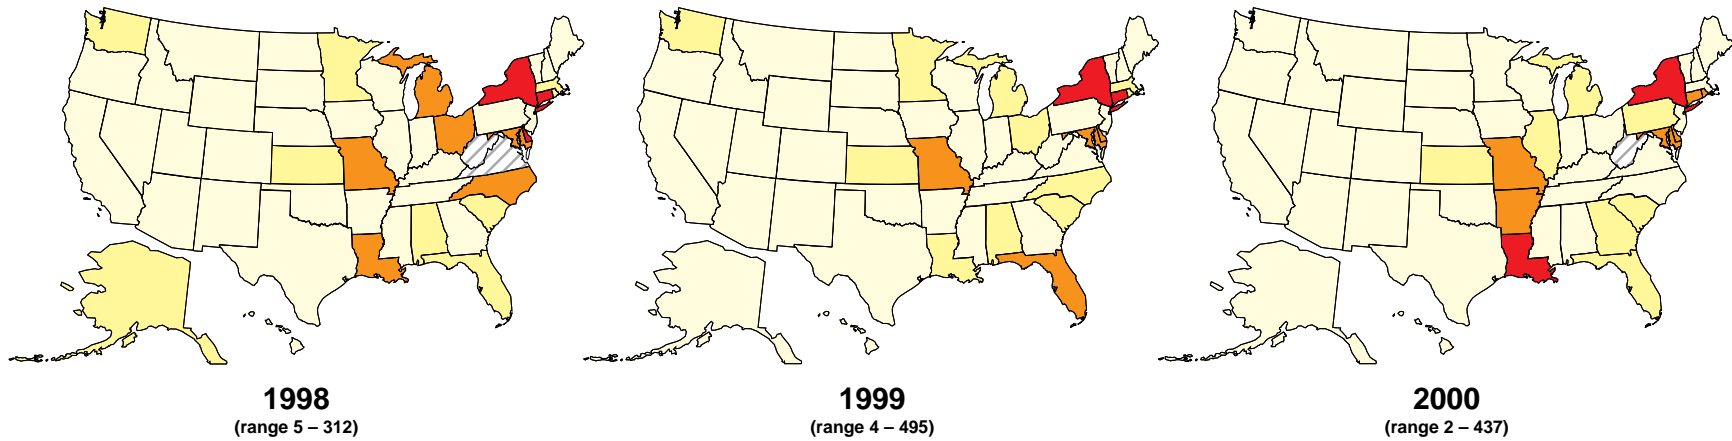 1998
(range 5 – 312)
1999
(range 4 – 495)
2000
(range 2 – 437)